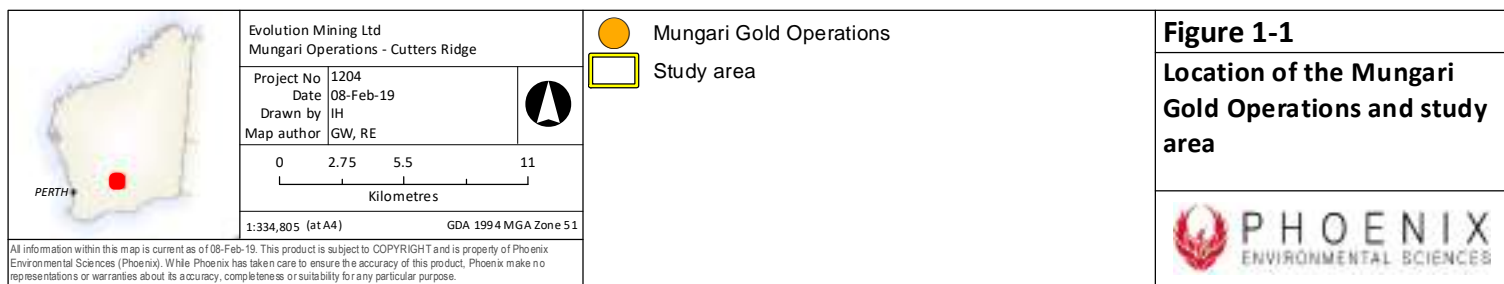 PERTH
Evolution Mining Ltd
Mungari Operations - Cutters Ridge
Project No 1204
Date 08-Feb-19
Drawn by IH
Map author GW, RE
0 2.75 5.5 11
Kilometres
1:334,805 (at A4) GDA 1994 MGA Zone 51
All information within this map is current as of 08-Feb-19. This product is subject to COPYRIGHT and is property of Phoenix
Environmental Sciences (Phoenix). While Phoenix has taken care to ensure the accuracy of this product, Phoenix make no
representations or warranties about its accuracy, completeness or suitability for any particular purpose.
Mungari Gold Operations
Study area
Figure 1-1
Location of the Mungari
Gold Operations and study
area
PHOENIX
ENVIRONMENTAL SCIENCES